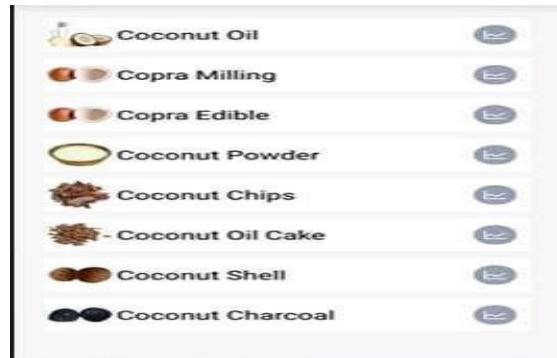 Coconut Oil
Copra Milling
Copra Edible
Coconut Powder
Coconut Chips
Coconut Oil Cake
Coconut Shell
Coconut Charcoal